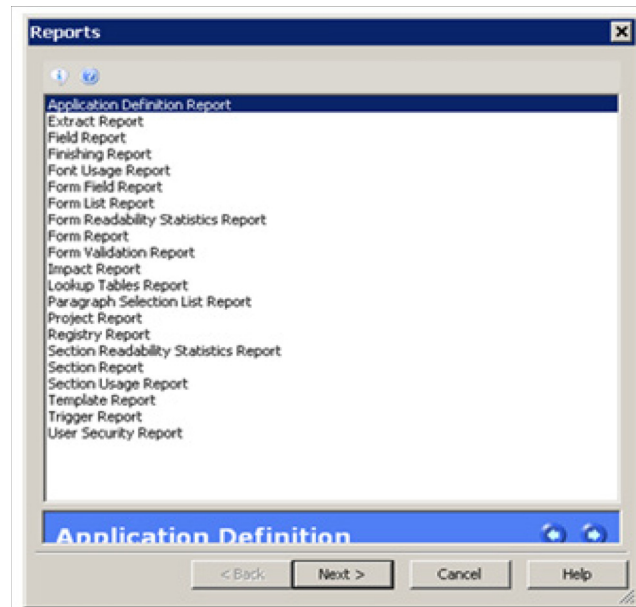 Reports
Application Definition Report
Extract Report
Field Report
Finishing Report
Font Usage Report
Form Field Report
Form List Report
Form Readability Statistics Report
Form Report
Form Validation Report
Impact Report
Lookup Tables Report
Paragraph Selection List Report
Project Report
Registry Report
Section Readability Statistics Report
Section Report
Section Usage Report
Template Report
Trigger Report
User Security Report
Application Definition
< Back Next > Cancel Help